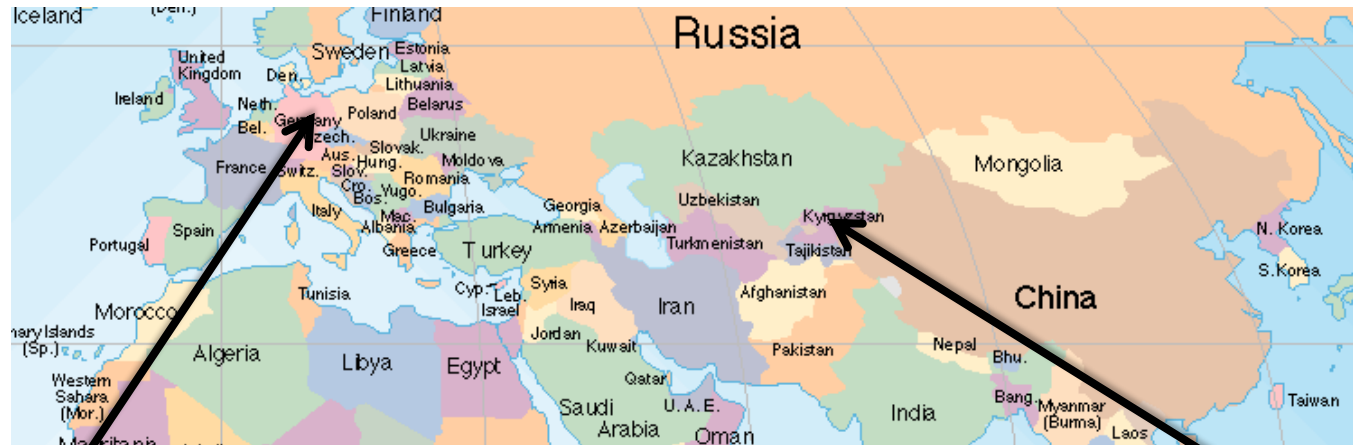 Iceland
(Den.)
Finland
Russia
Sweden
Estonia
Latvia
Lithuania
United
Kingdom
Den.
Ireland
Neth.
Bel.
Germany
Poland
Belarus
Czech.
Ukraine
Slovak.
Aus.
Hung.
Moldova
France
Switz.
Slov.
Romania
Cro.
Bos.
Yugo.
Italy
Mac.
Bulgaria
Albania
Greece
Portugal
Spain
Georgia
Armenia
Azerbaijan
Turkey
Kazakhstan
Uzbekistan
Turkmenistan
Tajikistan
Mongolia
N. Korea
S.Korea
China
Afghanistan
Iran
Pakistan
Nepal
Bhu.
Bang.
Myanmar
(Burma)
Laos
India
Taiwan
Cyp.
Leb.
Israel
Syria
Iraq
Jordan
Kuwait
Qatar
U.A.E.
Saudi
Arabia
Oman
Tunisia
Morocco
nary Islands
(Sp.)
Algeria
Libya
Egypt
Western
Sahara
(Mor.)